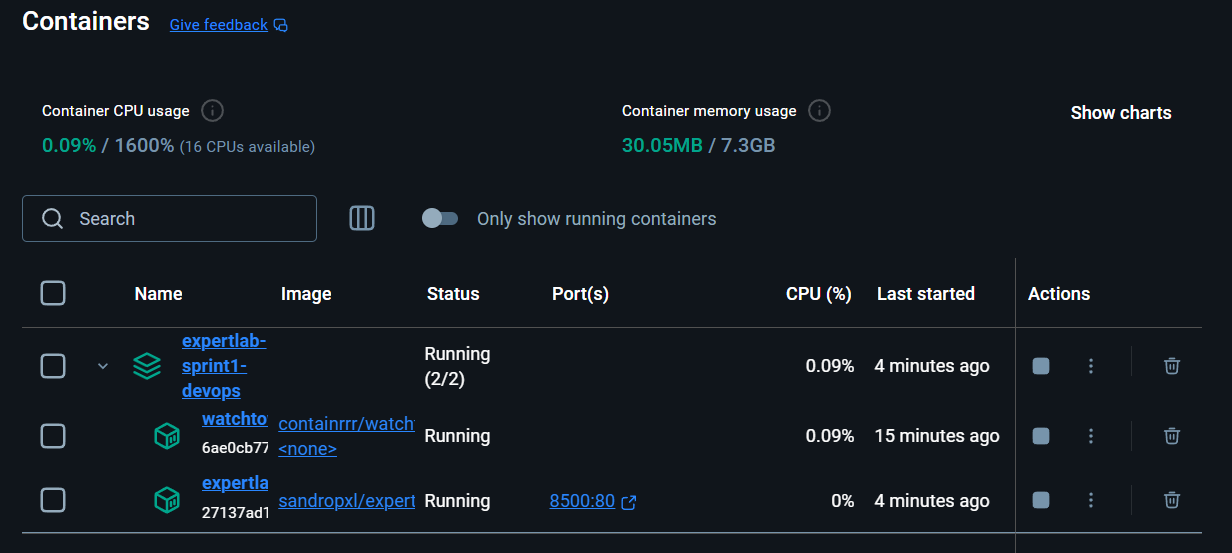 Containers Give feedback
Container CPU usage
0.09% / 1600% (16 CPUs available)
Container memory usage
30.05MB / 7.3GB
Show charts
Search
Only show running containers
Name Image Status Port(s) CPU (%) Last started Actions
expertlab-
sprint1-
devops
Running
(2/2)
0.09% 4 minutes ago
watchto
6ae0cb77
containrrr/watch
<none>
Running 0.09% 15 minutes ago
expertla
27137ad1
sandropxl/expert
Running 8500:80 0% 4 minutes ago